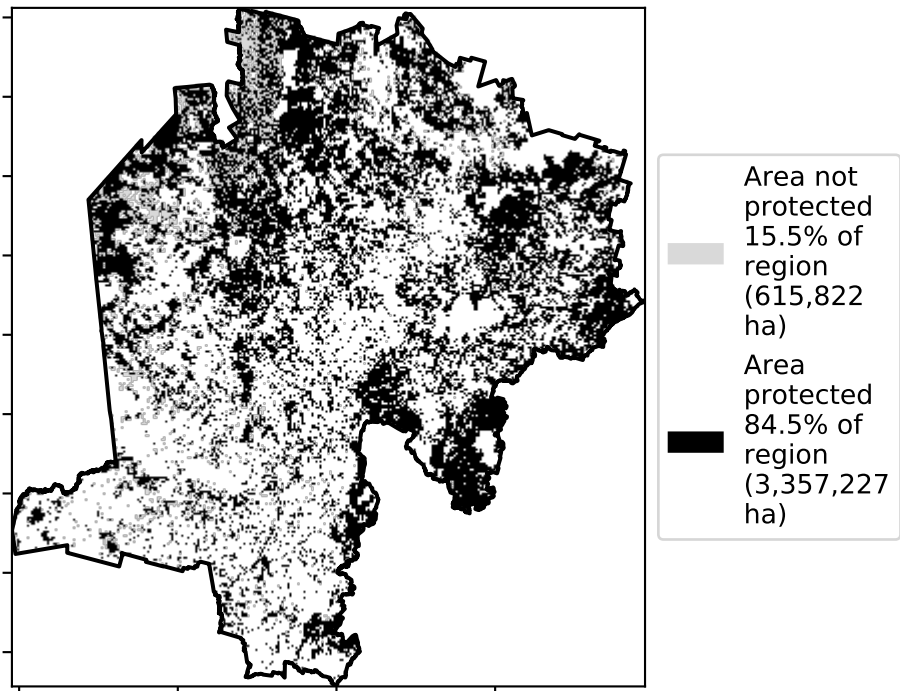 Area not
protected
15.5% of
region
(615,822
ha)
Area
protected
84.5% of
region
(3,357,227
ha)